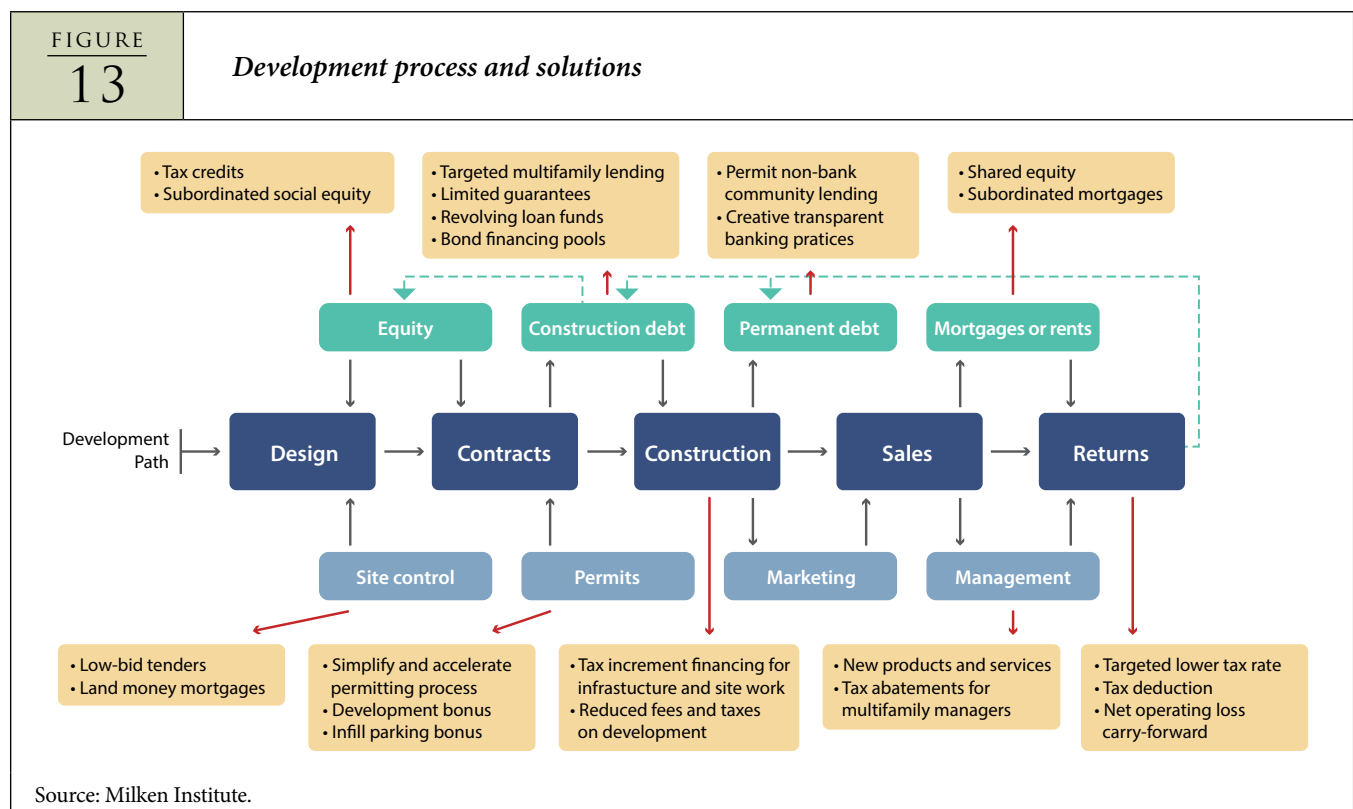 FIGURE
13
Development process and solutions
• Tax credits
• Subordinated social equity
• Targeted multifamily lending
• Limited guarantees
• Revolving loan funds
• Bond financing pools
• Permit non-bank
community lending
• Creative transparent
banking pratices
• Shared equity
• Subordinated mortgages
Equity
Construction debt
Permanent debt
Mortgages or rents
Development
Path
Design
Contracts
Construction
Sales
Returns
Site control
Permits
Marketing
Management
• Low-bid tenders
• Land money mortgages
• Simplify and accelerate
permitting process
• Development bonus
• Infill parking bonus
• Tax increment financing for
infrastucture and site work
• Reduced fees and taxes
on development
• New products and services
• Tax abatements for
multifamily managers
• Targeted lower tax rate
• Tax deduction
• Net operating loss
carry-forward
Source: Milken Institute.